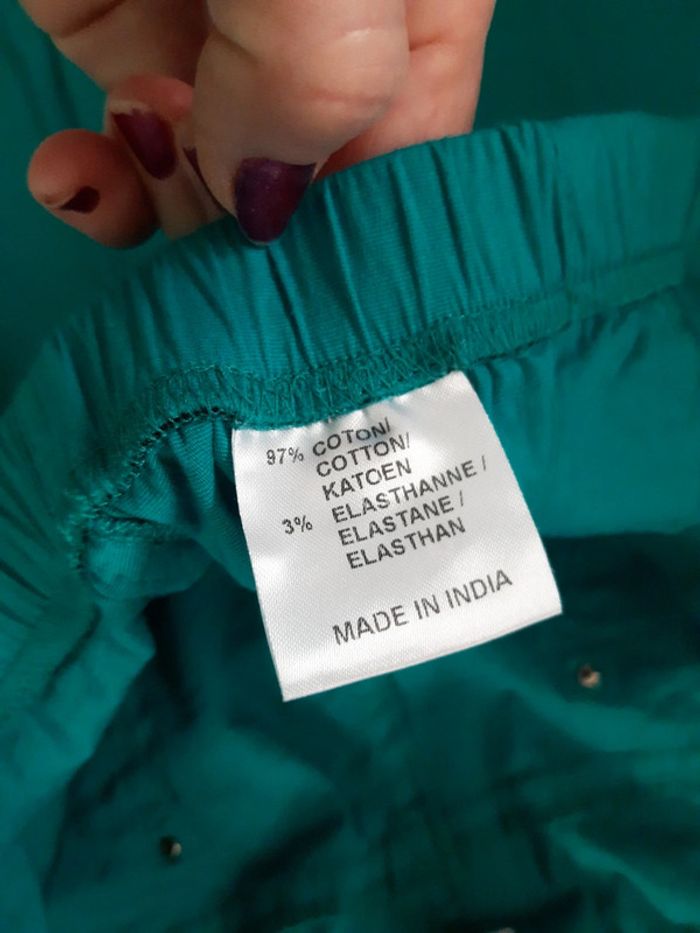 97% COTON/
COTTON/
KATOEN
3% ELASTHANNE /
ELASTANE /
ELASTHAN
MADE IN INDIA